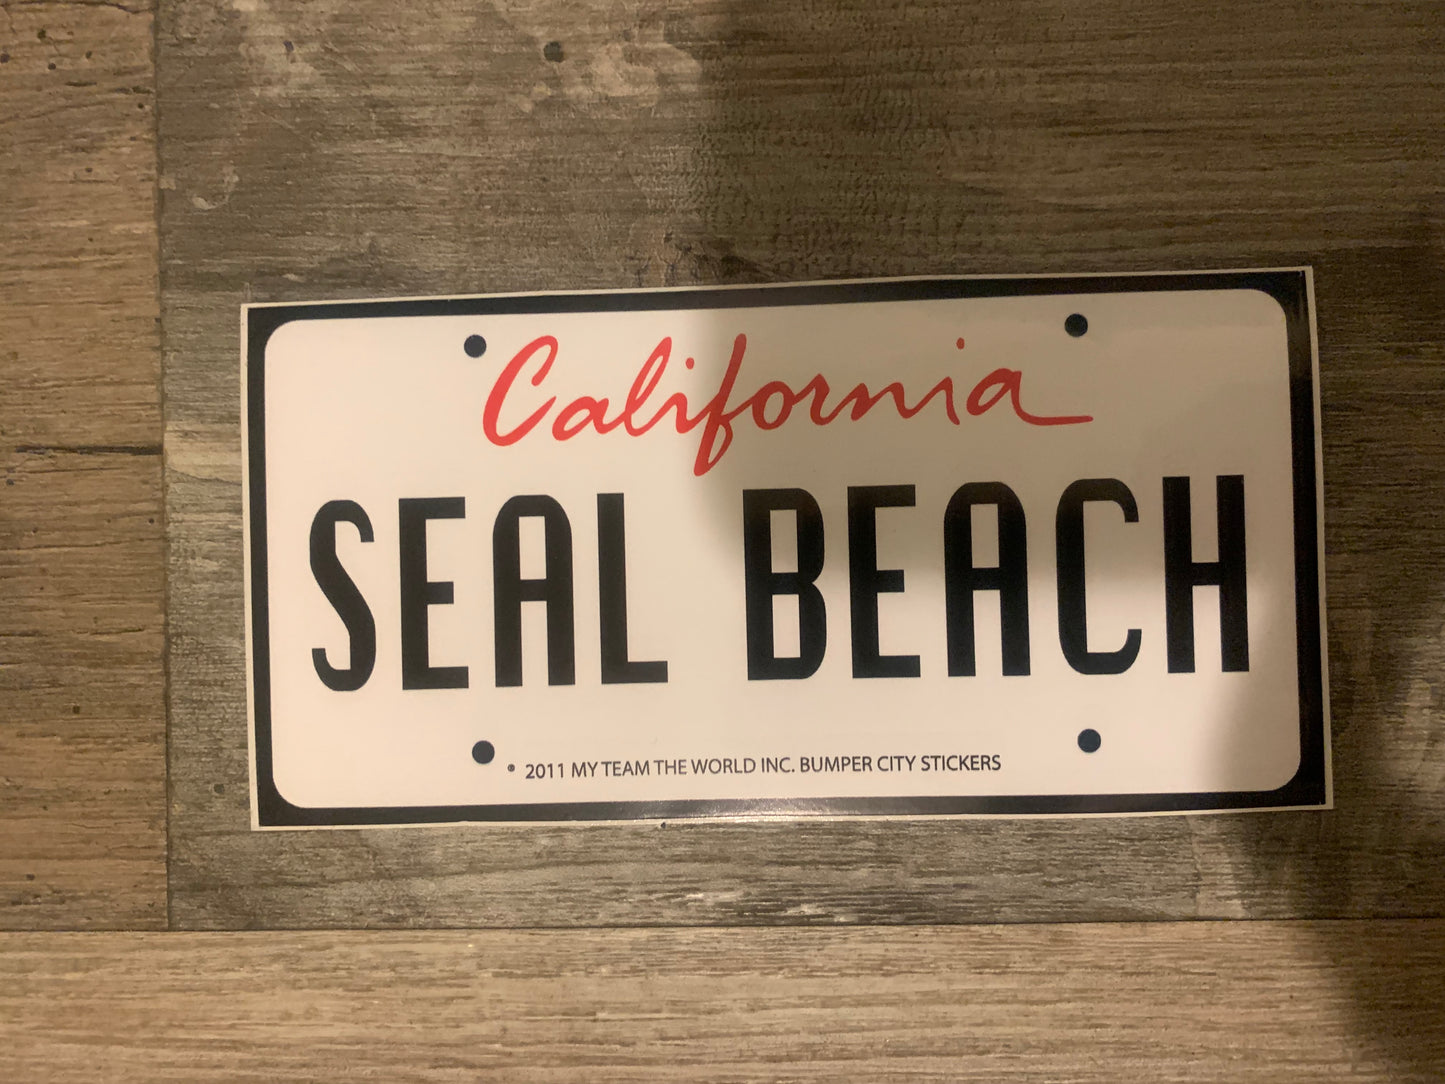 California
SEAL BEACH
® 2011 MY TEAM THE WORLD INC. BUMPER CITY STICKERS